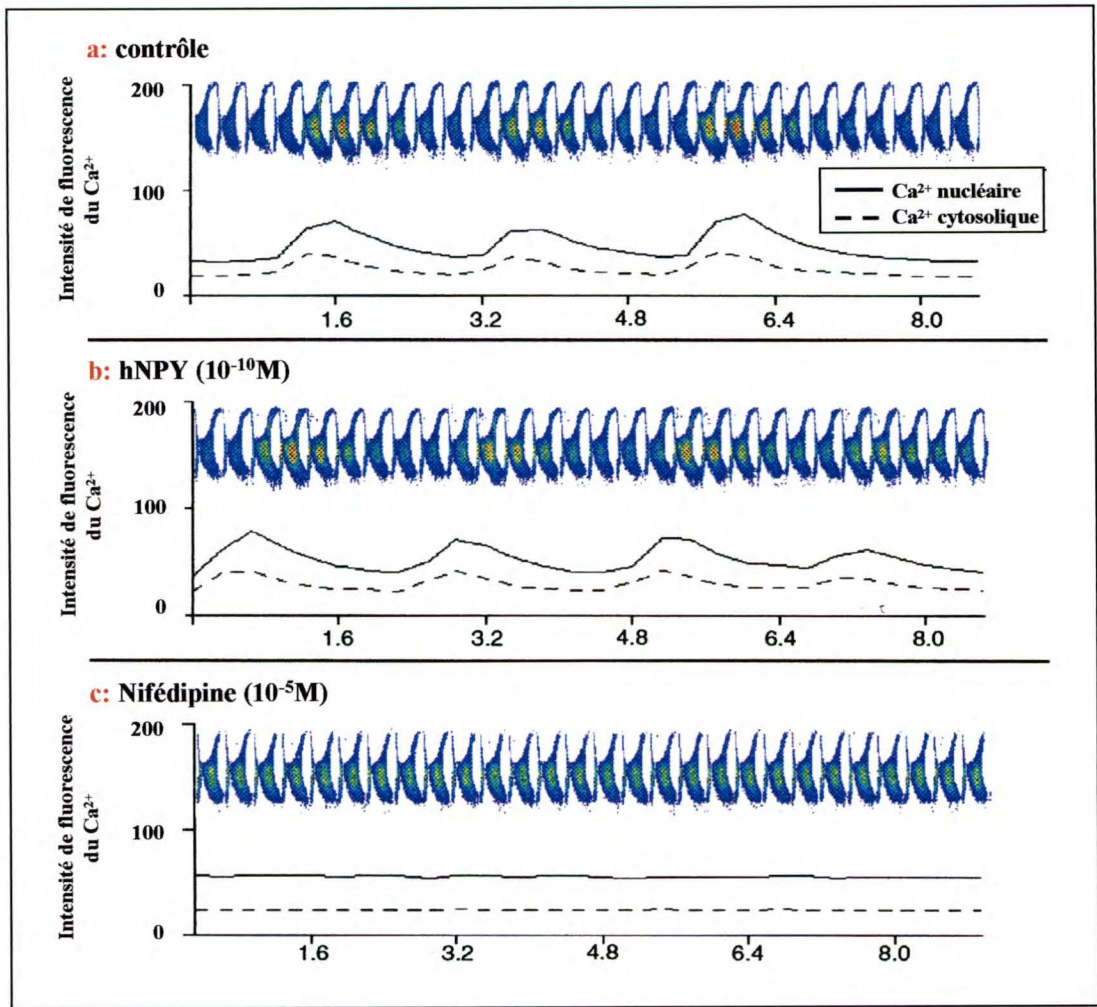 a: contrôle
Intensité de fluorescence
du Ca²⁺
200
100
0
Ca²⁺ nucléaire
Ca²⁺ cytosolique
1.6 3.2 4.8 6.4 8.0
b: hNPY (10⁻¹⁰M)
Intensité de fluorescence
du Ca²⁺
200
100
0
1.6 3.2 4.8 6.4 8.0
c: Nifédipine (10⁻⁵M)
Intensité de fluorescence
du Ca²⁺
200
100
0
1.6 3.2 4.8 6.4 8.0